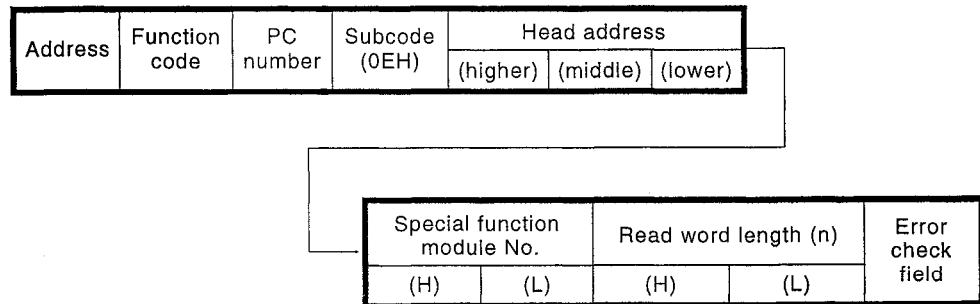 Address
Function
code
PC
number
Subcode
(0EH)
Head address
(higher)
(middle)
(lower)
Special function
module No.
(H)
(L)
Read word length (n)
(H)
(L)
Error
check
field